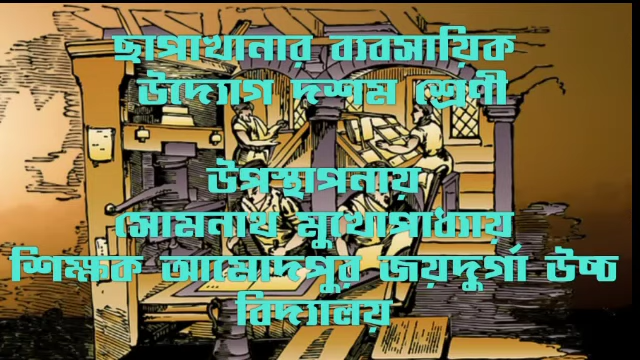 ছাপাখানার ব্যবসায়িক
উদ্যোগ দশম শ্রেণী
উপস্থাপনায়
সোমনাথ মুখোপাধ্যায়
শিক্ষক আমোদপুর জয়দুর্গা উচ্চ
বিদ্যালয়